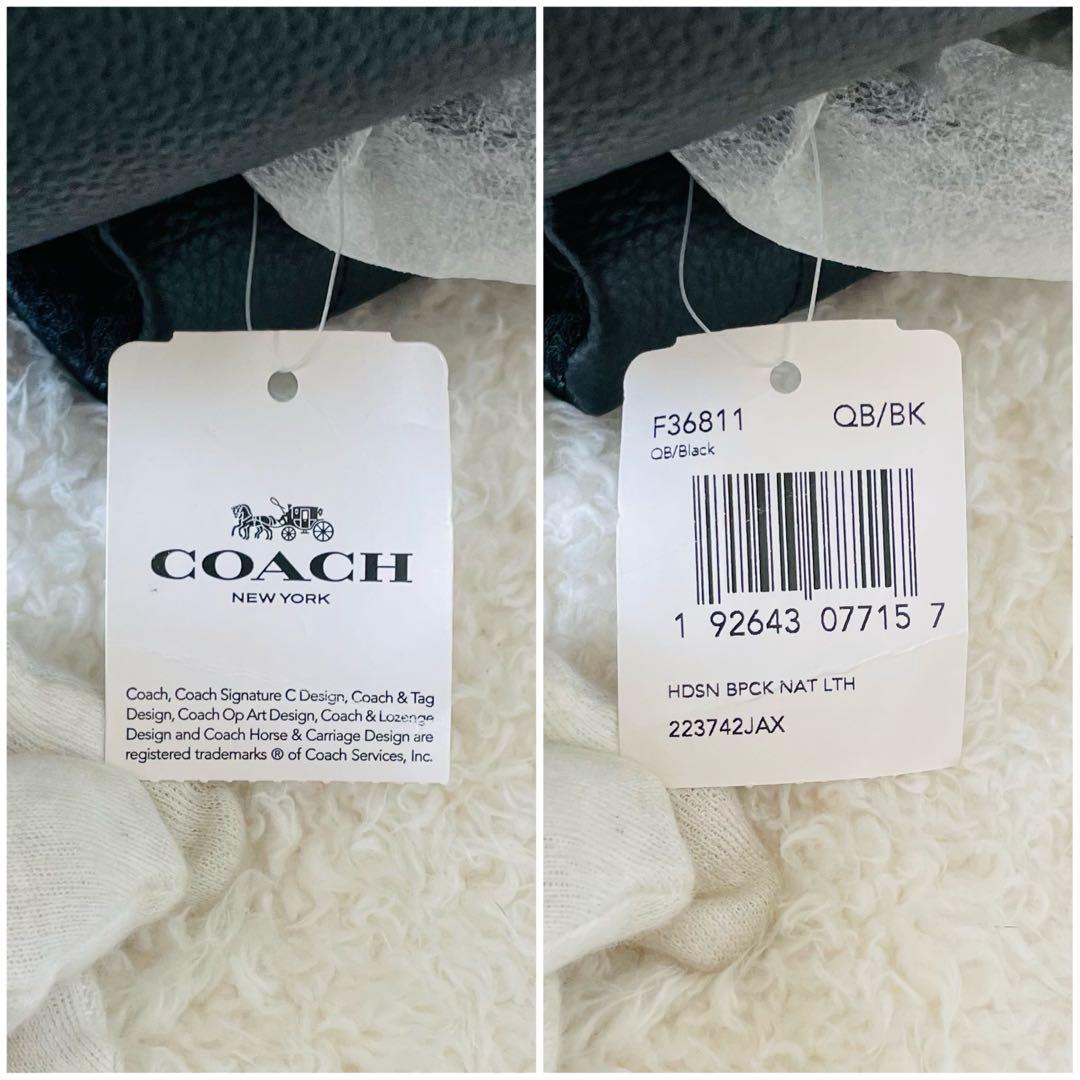 COACH
NEW YORK
Coach, Coach Signature C Design, Coach & Tag
Design, Coach Op Art Design, Coach & Lozenge
Design and Coach Horse & Carriage Design are
registered trademarks ® of Coach Services, Inc.
F36811 QB/BK
QB/Black
1 92643 07715 7
HDSN BPCK NAT LTH
223742JAX